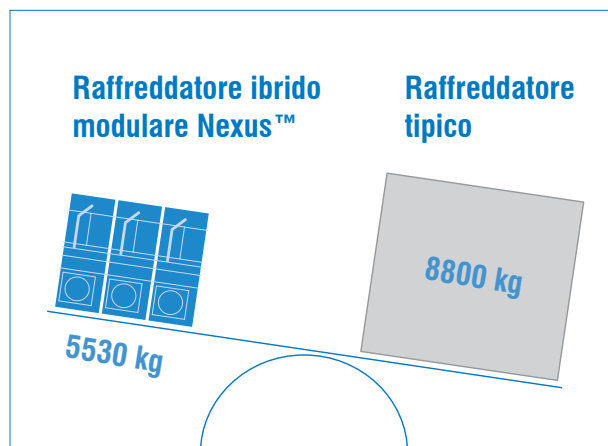 Raffreddatore ibrido
modulare Nexus™
Raffreddatore
tipico
8800 kg
5530 kg